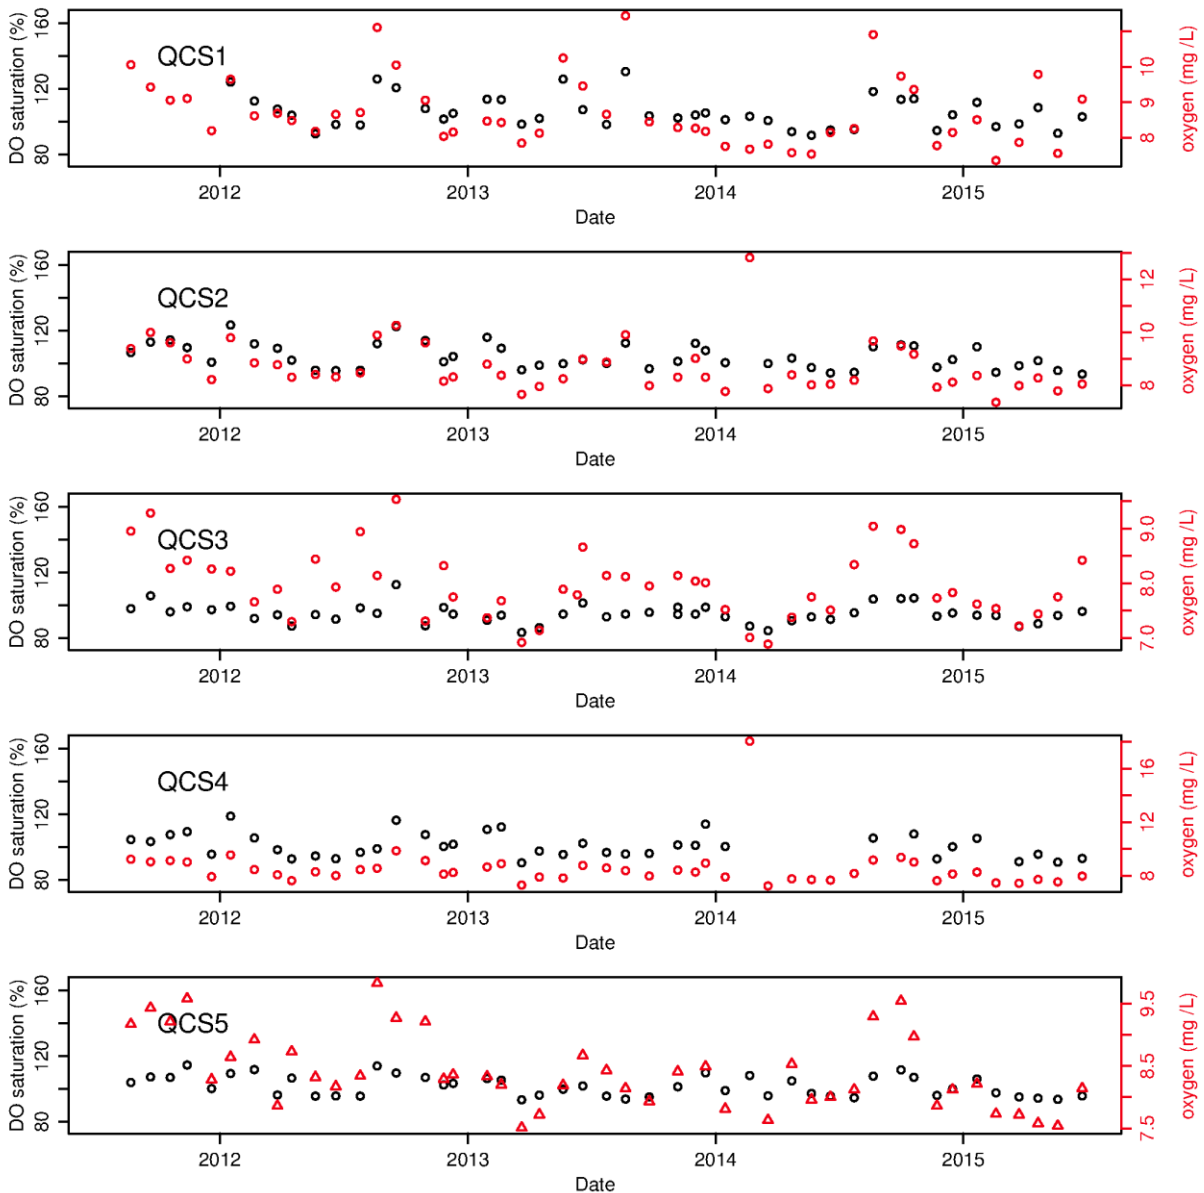 QCS1
DO saturation (%)
80 120 160
2012 2013 2014 2015
Date
8 9 10
oxygen (mg /L)
QCS2
DO saturation (%)
80 120 160
2012 2013 2014 2015
Date
8 10 12
oxygen (mg /L)
QCS3
DO saturation (%)
80 120 160
2012 2013 2014 2015
Date
7.0 8.0 9.0
oxygen (mg /L)
QCS4
DO saturation (%)
80 120 160
2012 2013 2014 2015
Date
8 12 16
oxygen (mg /L)
QCS5
DO saturation (%)
80 120 160
2012 2013 2014 2015
Date
7.5 8.5 9.5
oxygen (mg /L)